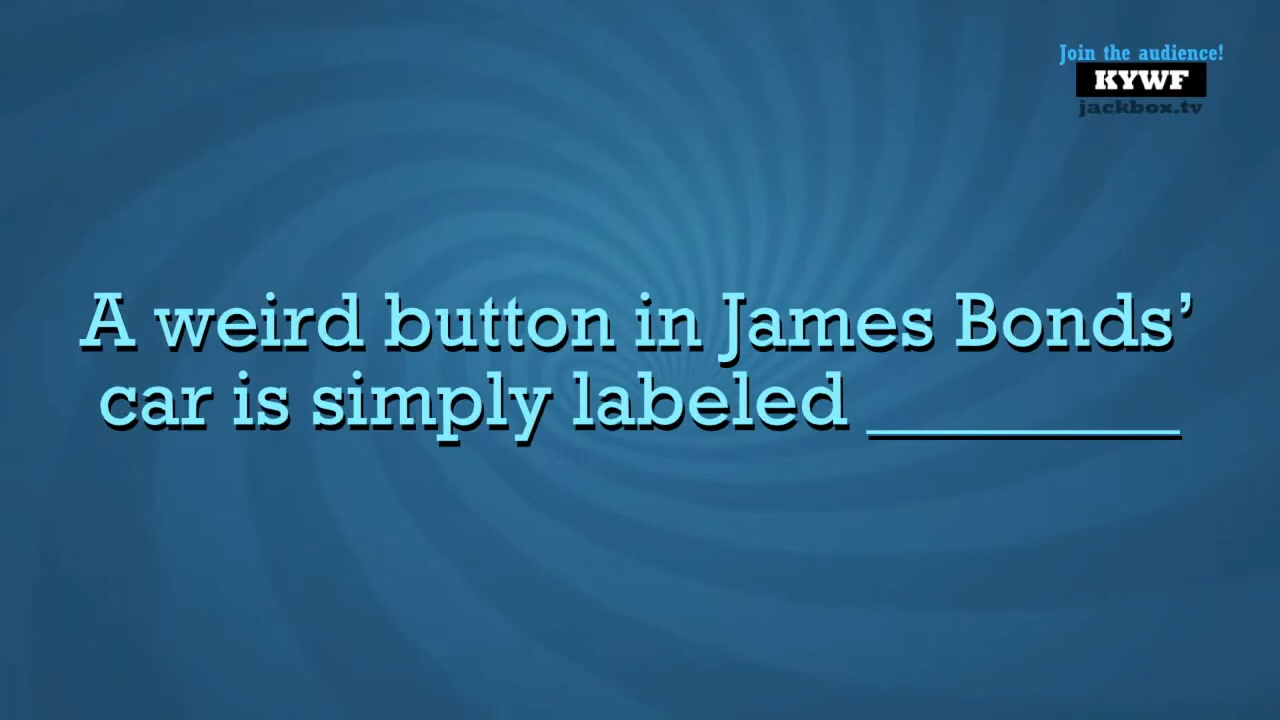 Join the audience!
KYWF
jackbox.tv
A weird button in James Bonds’
car is simply labeled ________